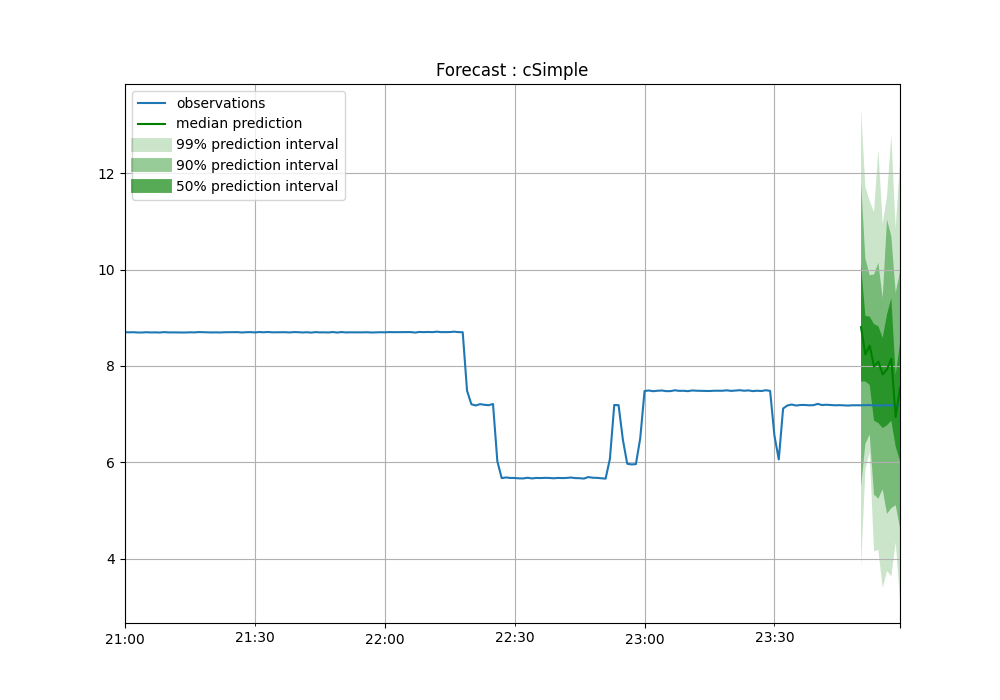 Forecast : cSimple
observations
median prediction
99% prediction interval
90% prediction interval
50% prediction interval
12
10
8
6
4
21:00
21:30
22:00
22:30
23:00
23:30